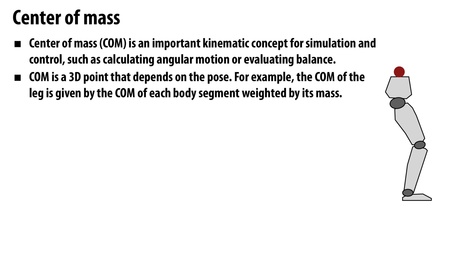 Center of mass
■ Center of mass (COM) is an important kinematic concept for simulation and
control, such as calculating angular motion or evaluating balance.
■ COM is a 3D point that depends on the pose. For example, the COM of the
leg is given by the COM of each body segment weighted by its mass.